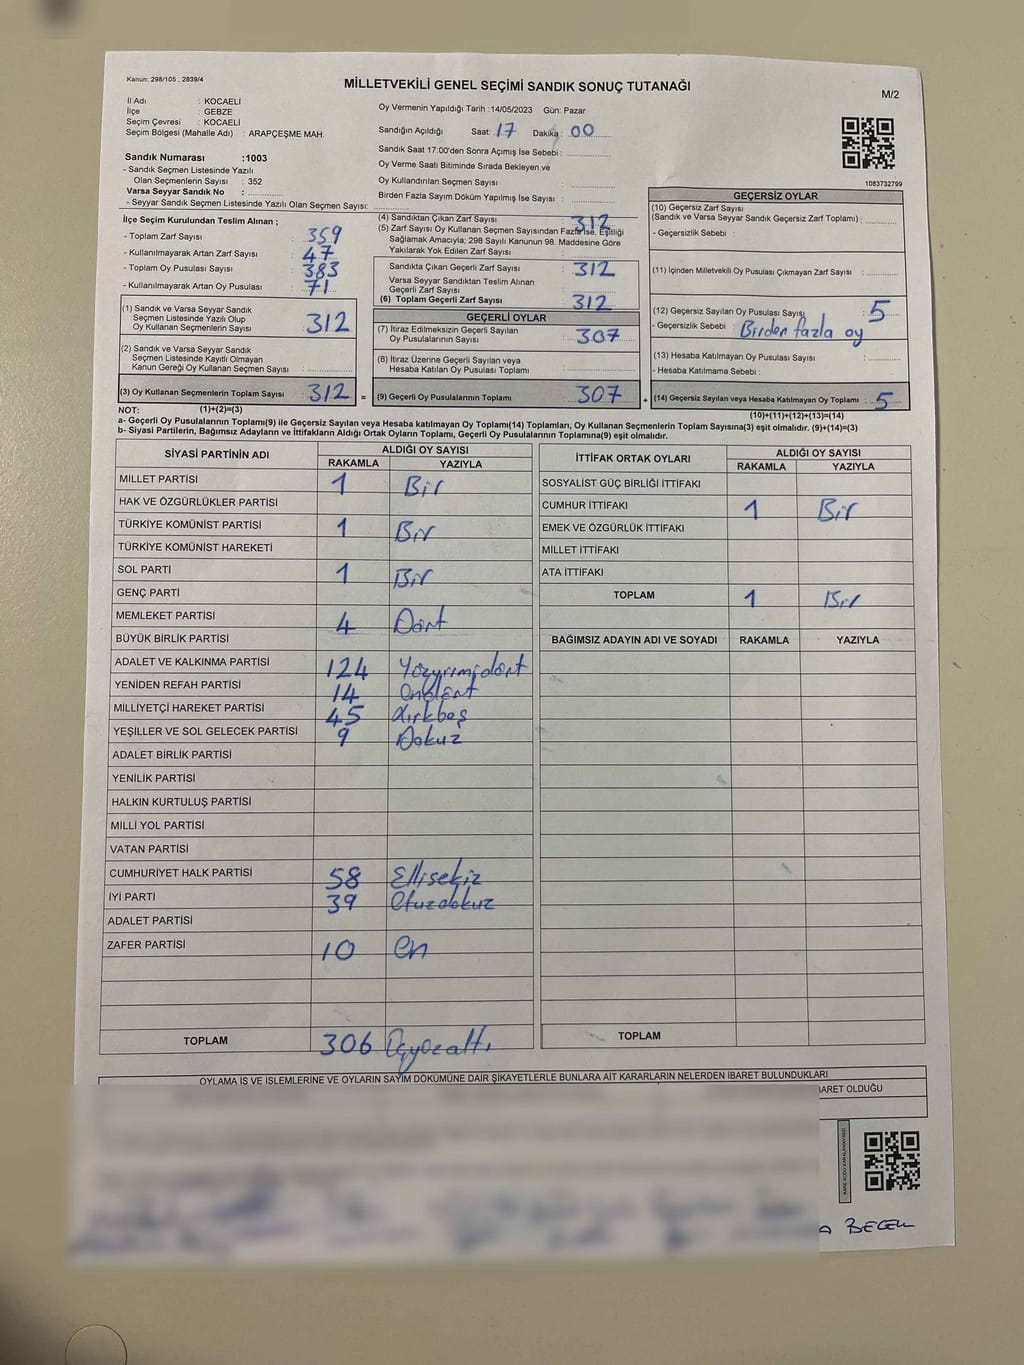 Kanun: 298/105 , 2839/4
MİLLETVEKİLİ GENEL SEÇİMİ SANDIK SONUÇ TUTANAĞI
M/2
İl Adı : KOCAELİ
İlçe : GEBZE
Seçim Çevresi : KOCAELİ
Seçim Bölgesi (Mahalle Adı) : ARAPÇEŞME MAH.
Sandık Numarası :1003
- Sandık Seçmen Listesinde Yazılı
Olan Seçmenlerin Sayısı : 352
Varsa Seyyar Sandık No :
- Seyyar Sandık Seçmen Listesinde Yazılı Olan Seçmen Sayısı:
Oy Vermenin Yapıldığı Tarih :14/05/2023 Gün: Pazar
Sandığın Açıldığı Saat: 17 Dakika : 00
Sandık Saat 17:00'den Sonra Açımış İse Sebebi:
Oy Verme Saati Bitiminde Sırada Bekleyen ve
Oy Kullandırılan Seçmen Sayısı :
Birden Fazla Sayım Döküm Yapılmış İse Sayısı :
1083732799
İlçe Seçim Kurulundan Teslim Alınan ;
- Toplam Zarf Sayısı : 359
- Kullanılmayarak Artan Zarf Sayısı : 47
- Toplam Oy Pusulası Sayısı : 383
- Kullanılmayarak Artan Oy Pusulası : 71
(1) Sandık ve Varsa Seyyar Sandık
Seçmen Listesinde Yazılı Olup
Oy Kullanan Seçmenlerin Sayısı : 312
(2) Sandık ve Varsa Seyyar Sandık
Seçmen Listesinde Kayıtlı Olmayan
Kanun Gereği Oy Kullanan Seçmen Sayısı :
(3) Oy Kullanan Seçmenlerin Toplam Sayısı : 312 =
(4) Sandıktan Çıkan Zarf Sayısı : 312
(5) Zarf Sayısı Oy Kullanan Seçmen Sayısından Fazla İse, Eşitliği
Sağlamak Amacıyla; 298 Sayılı Kanunun 98. Maddesine Göre
Yakılarak Yok Edilen Zarf Sayısı :
Sandıkta Çıkan Geçerli Zarf Sayısı : 312
Varsa Seyyar Sandıktan Teslim Alınan
Geçerli Zarf Sayısı :
(6) Toplam Geçerli Zarf Sayısı : 312
GEÇERLİ OYLAR
(7) İtiraz Edilmeksizin Geçerli Sayılan
Oy Pusulalarının Sayısı : 307
(8) İtiraz Üzerine Geçerli Sayılan veya
Hesaba Katılan Oy Pusulası Toplamı :
(9) Geçerli Oy Pusulalarının Toplamı : 307 +
GEÇERSİZ OYLAR
(10) Geçersiz Zarf Sayısı
(Sandık ve Varsa Seyyar Sandık Geçersiz Zarf Toplamı) :
- Geçersizlik Sebebi :
(11) İçinden Milletvekili Oy Pusulası Çıkmayan Zarf Sayısı :
(12) Geçersiz Sayılan Oy Pusulası Sayısı : 5
- Geçersizlik Sebebi : Birden fazla oy
(13) Hesaba Katılmayan Oy Pusulası Sayısı :
- Hesaba Katılmama Sebebi :
(14) Geçersiz Sayılan veya Hesaba Katılmayan Oy Toplamı : 5
NOT: (1)+(2)=(3)
(10)+(11)+(12)+(13)=(14)
a- Geçerli Oy Pusulalarının Toplamı(9) ile Geçersiz Sayılan veya Hesaba katılmayan Oy Toplamı(14) Toplamları, Oy Kullanan Seçmenlerin Toplam Sayısına(3) eşit olmalıdır. (9)+(14)=(3)
b- Siyasi Partilerin, Bağımsız Adayların ve İttifakların Aldığı Ortak Oyların Toplamı, Geçerli Oy Pusulalarının Toplamına(9) eşit olmalıdır.
SİYASİ PARTİNİN ADI ALDIĞI OY SAYISI
RAKAMLA YAZIYLA
MİLLET PARTİSİ 1 Bir
HAK VE ÖZGÜRLÜKLER PARTİSİ
TÜRKİYE KOMÜNİST PARTİSİ 1 Bir
TÜRKİYE KOMÜNİST HAREKETİ
SOL PARTİ 1 Bir
GENÇ PARTİ
MEMLEKET PARTİSİ 4 Dört
BÜYÜK BİRLİK PARTİSİ
ADALET VE KALKINMA PARTİSİ 124 Yüzyirmidört
YENİDEN REFAH PARTİSİ 14 Ondört
MİLLİYETÇİ HAREKET PARTİSİ 45 Kırkbeş
YEŞİLLER VE SOL GELECEK PARTİSİ 9 Dokuz
ADALET BİRLİK PARTİSİ
YENİLİK PARTİSİ
HALKIN KURTULUŞ PARTİSİ
MİLLİ YOL PARTİSİ
VATAN PARTİSİ
CUMHURİYET HALK PARTİSİ 58 Ellisekiz
İYİ PARTİ 39 Otuzdokuz
ADALET PARTİSİ
ZAFER PARTİSİ 10 On
TOPLAM 306 Üçyüzaltı
İTTİFAK ORTAK OYLARI ALDIĞI OY SAYISI
RAKAMLA YAZIYLA
SOSYALİST GÜÇ BİRLİĞİ İTTİFAKI
CUMHUR İTTİFAKI 1 Bir
EMEK VE ÖZGÜRLÜK İTTİFAKI
MİLLET İTTİFAKI
ATA İTTİFAKI
TOPLAM 1 Bir
BAĞIMSIZ ADAYIN ADI VE SOYADI RAKAMLA YAZIYLA
TOPLAM
OYLAMA İŞ VE İŞLEMLERİNE VE OYLARIN SAYIM DÖKÜMÜNE DAİR ŞİKAYETLERLE BUNLARA AİT KARARLARIN NELERDEN İBARET BULUNDUKLARI
BARET OLDUĞU
KAREKODU KARALAMAYINIZ!